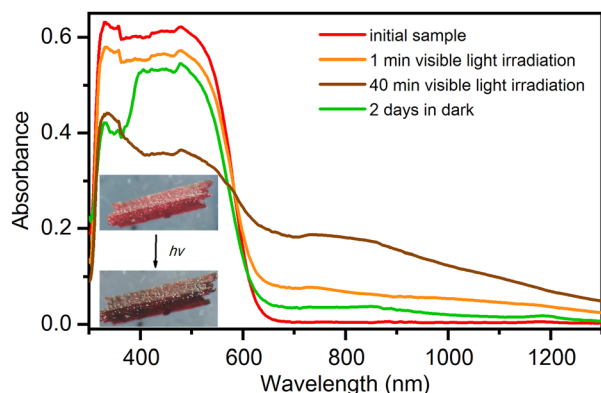 initial sample
1 min visible light irradiation
40 min visible light irradiation
2 days in dark
Absorbance
0.6
0.4
0.2
0.0
hv
400
600
800
1000
1200
Wavelength (nm)